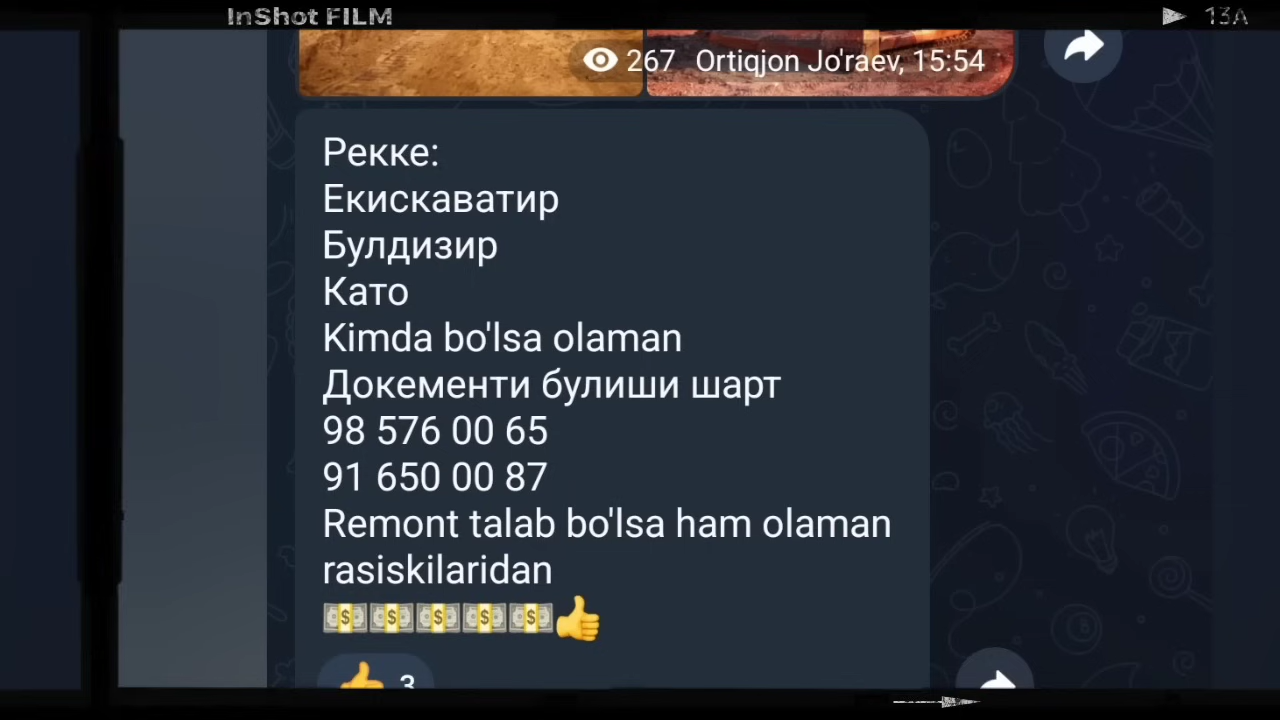 InShot FILM
13A
267 Ortiqjon Jo'raev, 15:54
Рекке:
Екискаватир
Булдизир
Като
Kimda bo'lsa olaman
Докементи булиши шарт
98 576 00 65
91 650 00 87
Remont talab bo'lsa ham olaman
rasiskilaridan
💵💵💵💵💵👍
👍 3